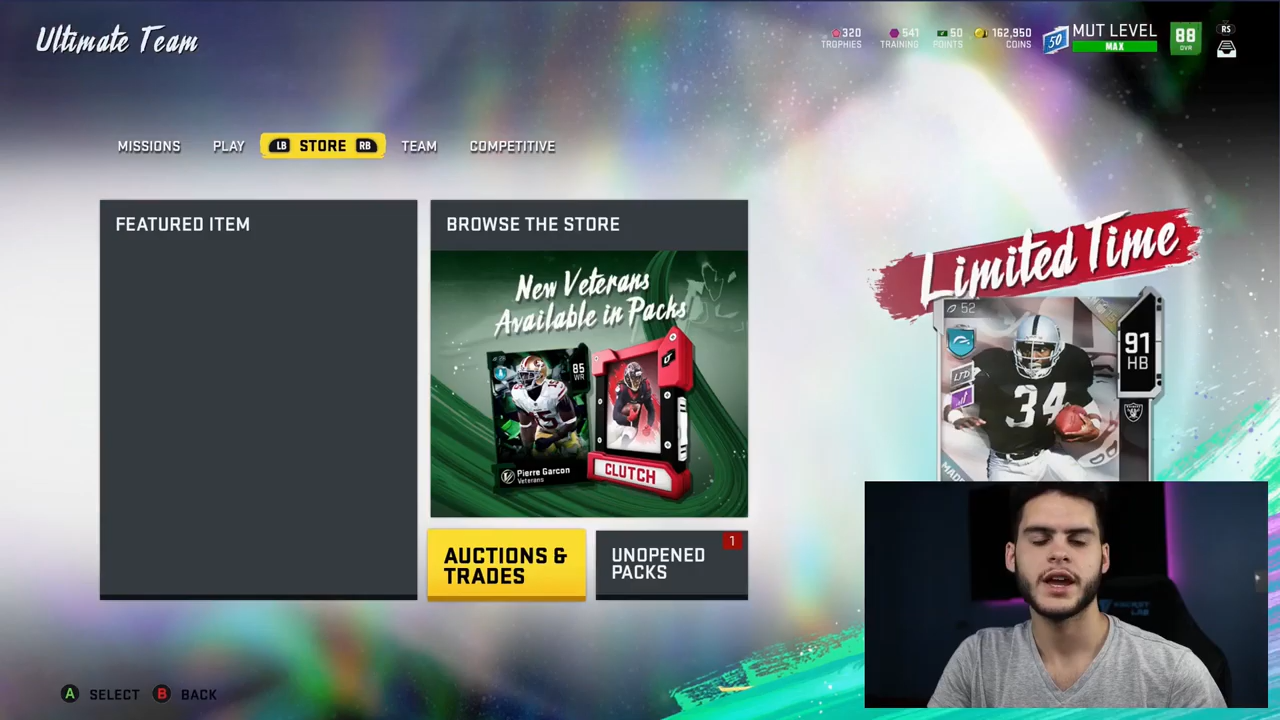 Ultimate Team
320
TROPHIES
541
TRAINING
50
POINTS
162,950
COINS
50
MUT LEVEL
MAX
88
OVR
RS
MISSIONS
PLAY
LB STORE RB
TEAM
COMPETITIVE
FEATURED ITEM
BROWSE THE STORE
New Veterans
Available in Packs
85
WR
Pierre Garcon
Veterans
CLUTCH
Limited Time
52
91
HB
LTD
34
AUCTIONS &
TRADES
UNOPENED
PACKS
1
A SELECT
B BACK